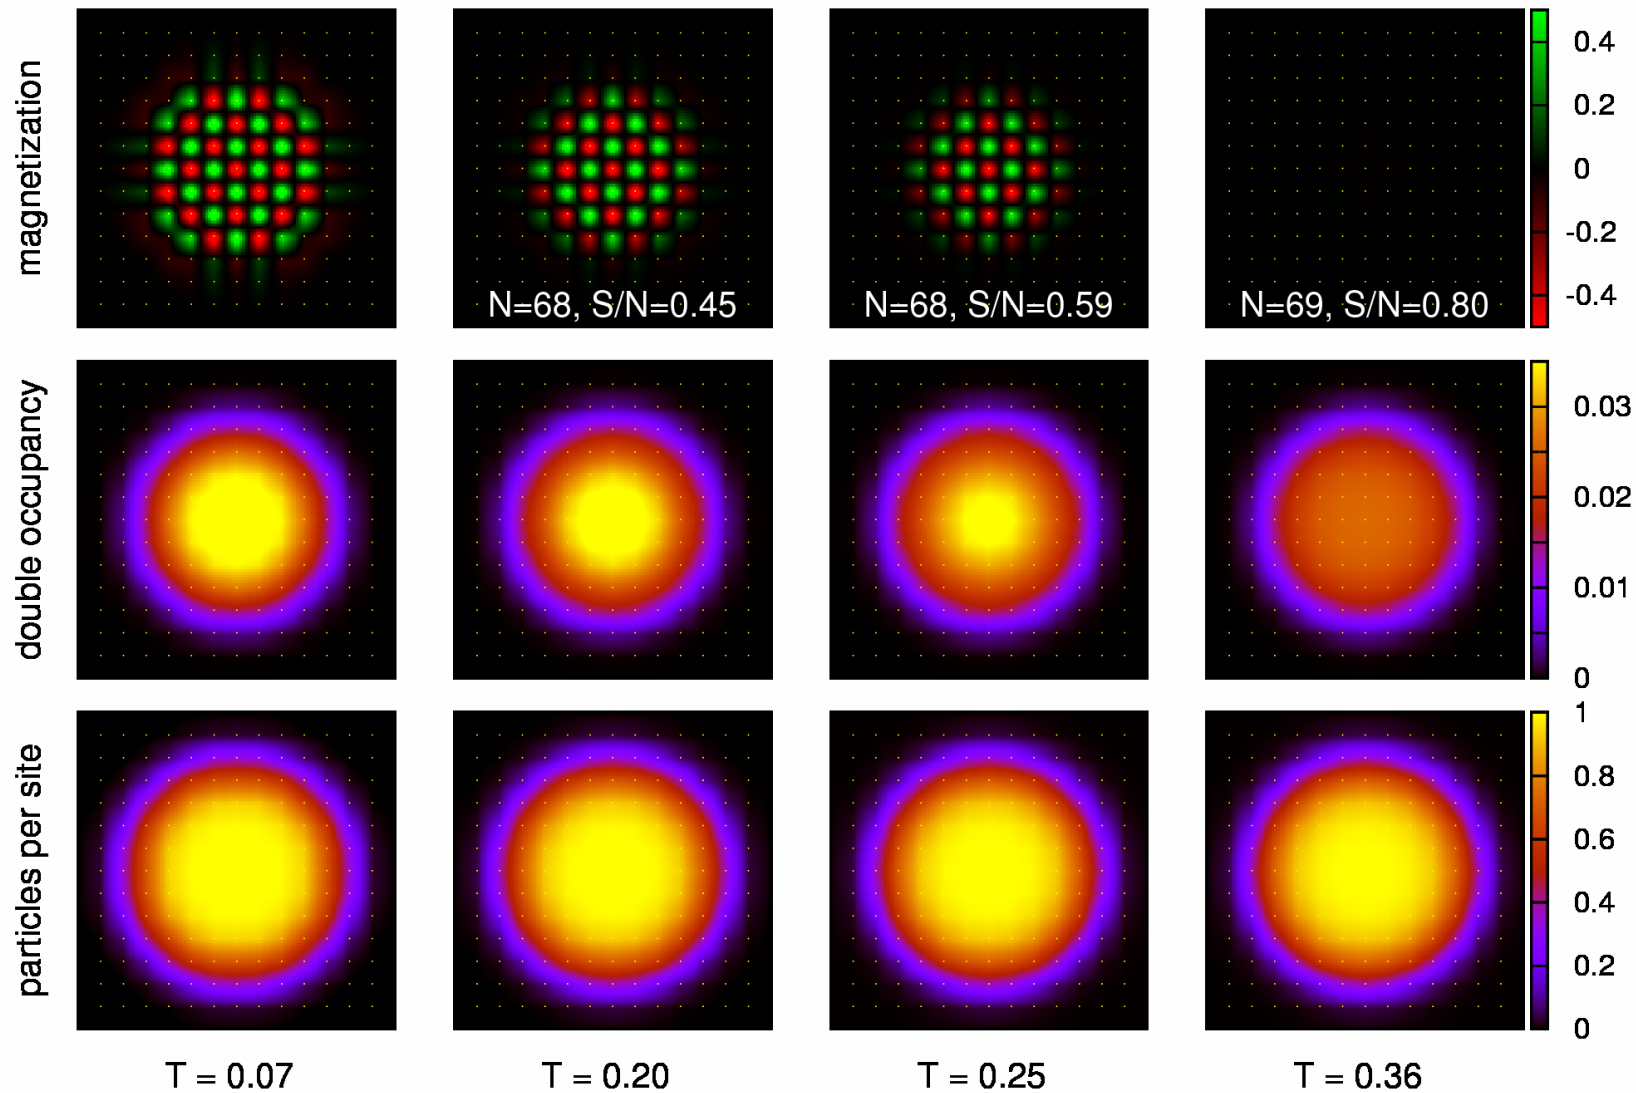 magnetization
N=68, S/N=0.45
N=68, S/N=0.59
N=69, S/N=0.80
0.4
0.2
0
-0.2
-0.4
double occupancy
0.03
0.02
0.01
0
particles per site
1
0.8
0.6
0.4
0.2
0
T = 0.07
T = 0.20
T = 0.25
T = 0.36